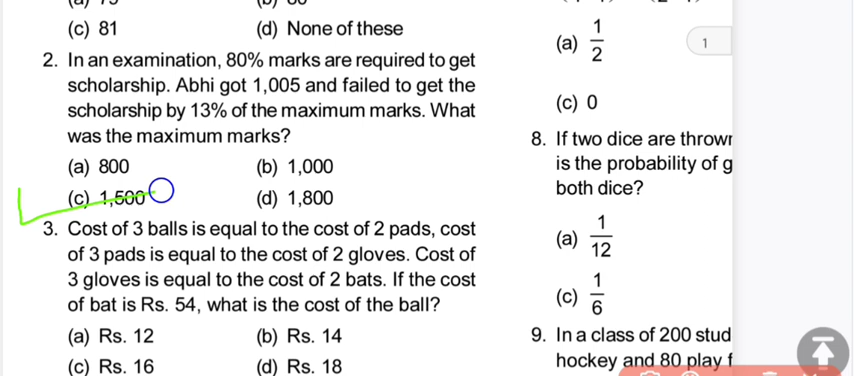 (c) 81 (d) None of these
2. In an examination, 80% marks are required to get
scholarship. Abhi got 1,005 and failed to get the
scholarship by 13% of the maximum marks. What
was the maximum marks?
(a) 800 (b) 1,000
(c) 1,500 (d) 1,800
3. Cost of 3 balls is equal to the cost of 2 pads, cost
of 3 pads is equal to the cost of 2 gloves. Cost of
3 gloves is equal to the cost of 2 bats. If the cost
of bat is Rs. 54, what is the cost of the ball?
(a) Rs. 12 (b) Rs. 14
(c) Rs. 16 (d) Rs. 18
(a) 1/2
1
(c) 0
8. If two dice are throwr
is the probability of g
both dice?
(a) 1/12
(c) 1/6
9. In a class of 200 stud
hockey and 80 play f